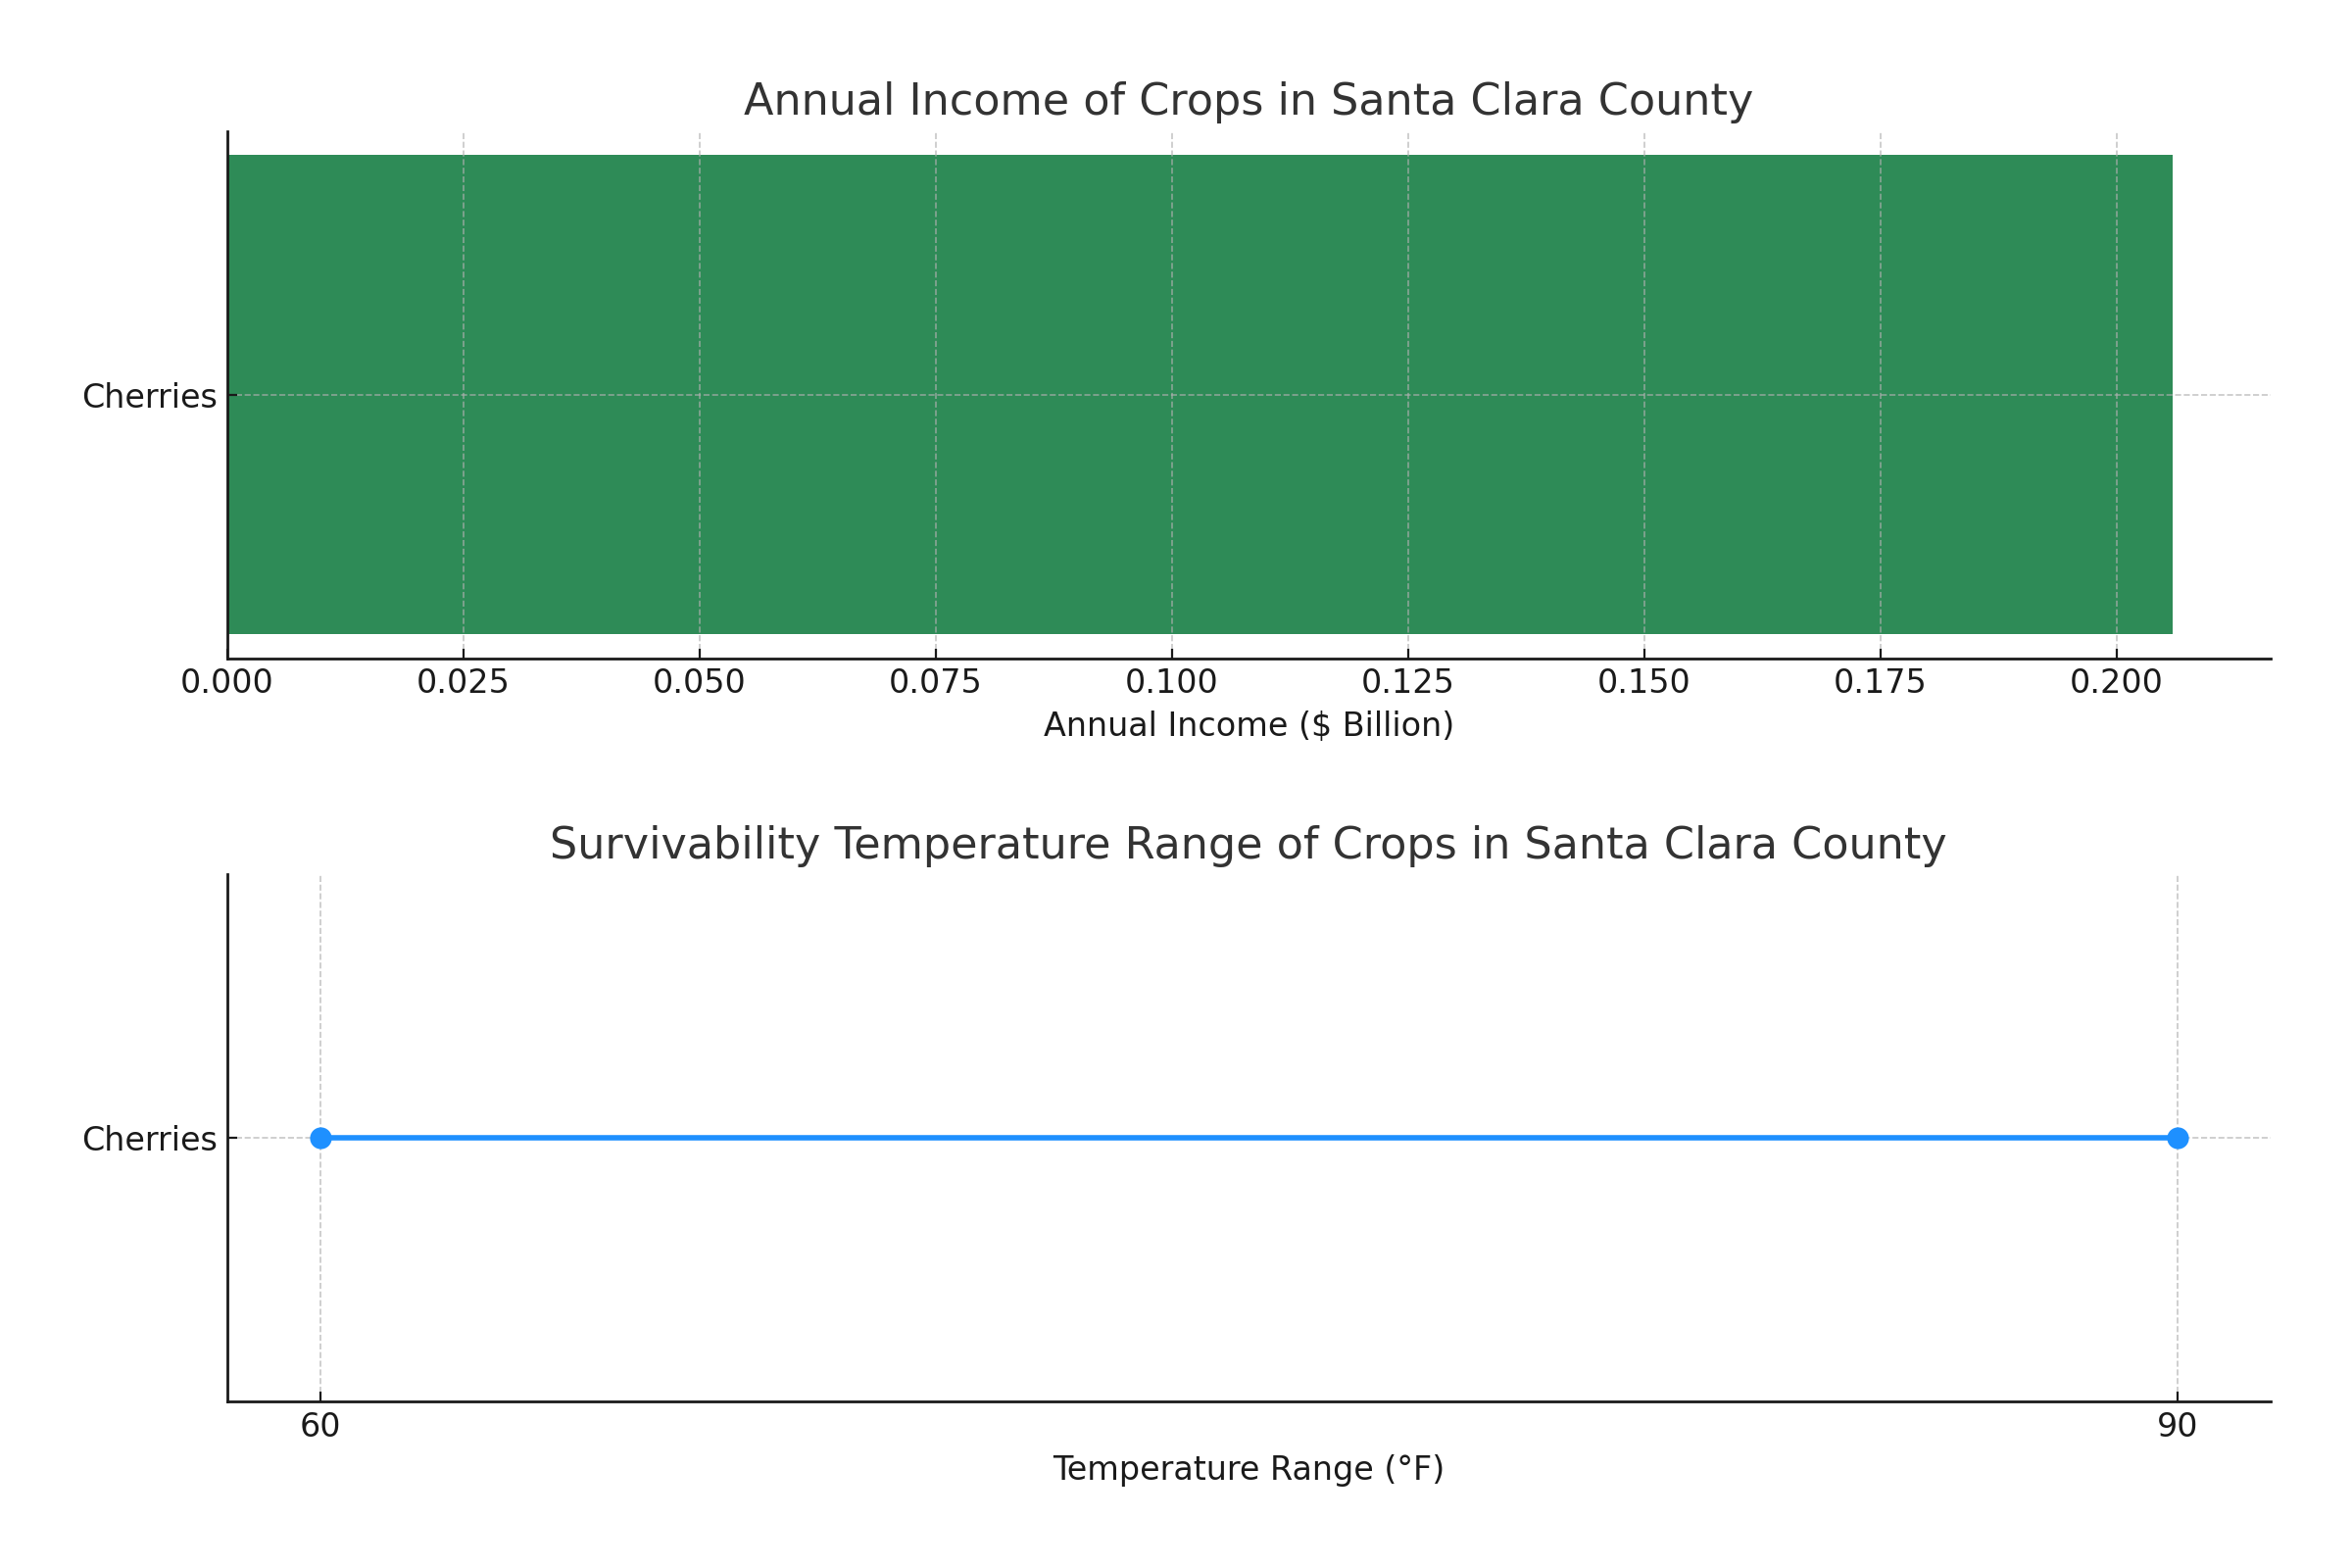 Annual Income of Crops in Santa Clara County
Cherries
0.000 0.025 0.050 0.075 0.100 0.125 0.150 0.175 0.200
Annual Income ($ Billion)
Survivability Temperature Range of Crops in Santa Clara County
Cherries
60 90
Temperature Range (°F)